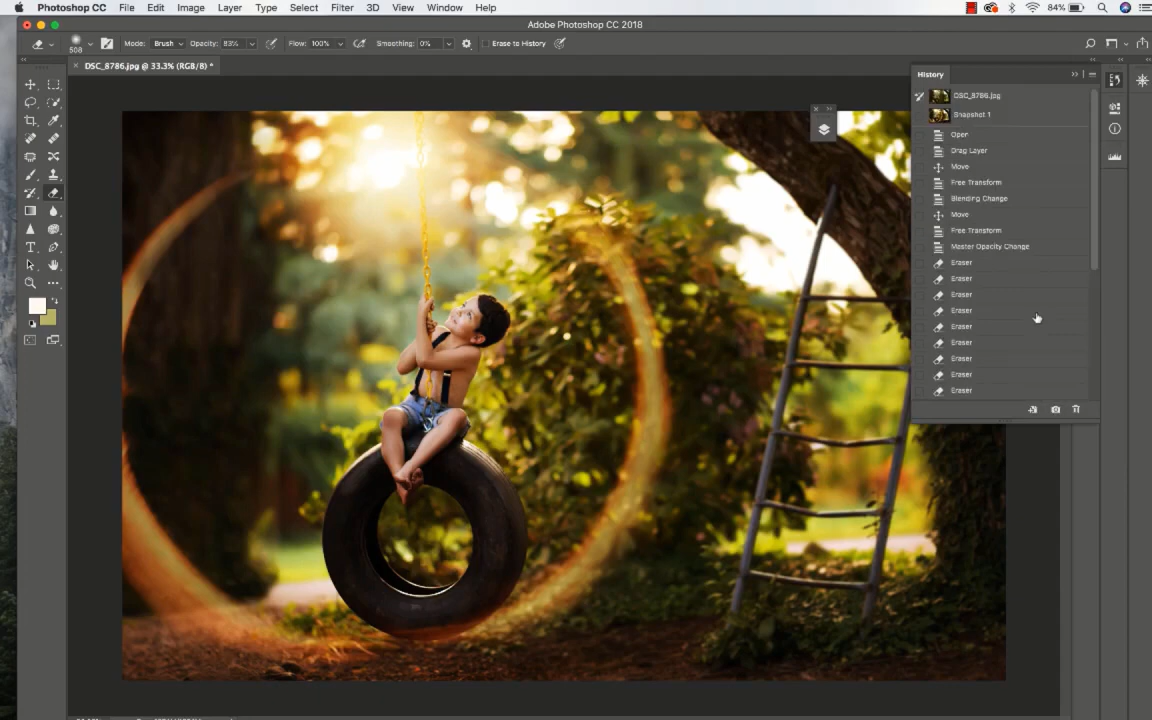 Photoshop CC File Edit Image Layer Type Select Filter 3D View Window Help 84%
Adobe Photoshop CC 2018
508 Mode: Brush Opacity: 83% Flow: 100% Smoothing: 0% Erase to History
× DSC_8786.jpg @ 33.3% (RGB/8) *
History
DSC_8786.jpg
Snapshot 1
Open
Drag Layer
Move
Free Transform
Blending Change
Move
Free Transform
Master Opacity Change
Eraser
Eraser
Eraser
Eraser
Eraser
Eraser
Eraser
Eraser
Eraser